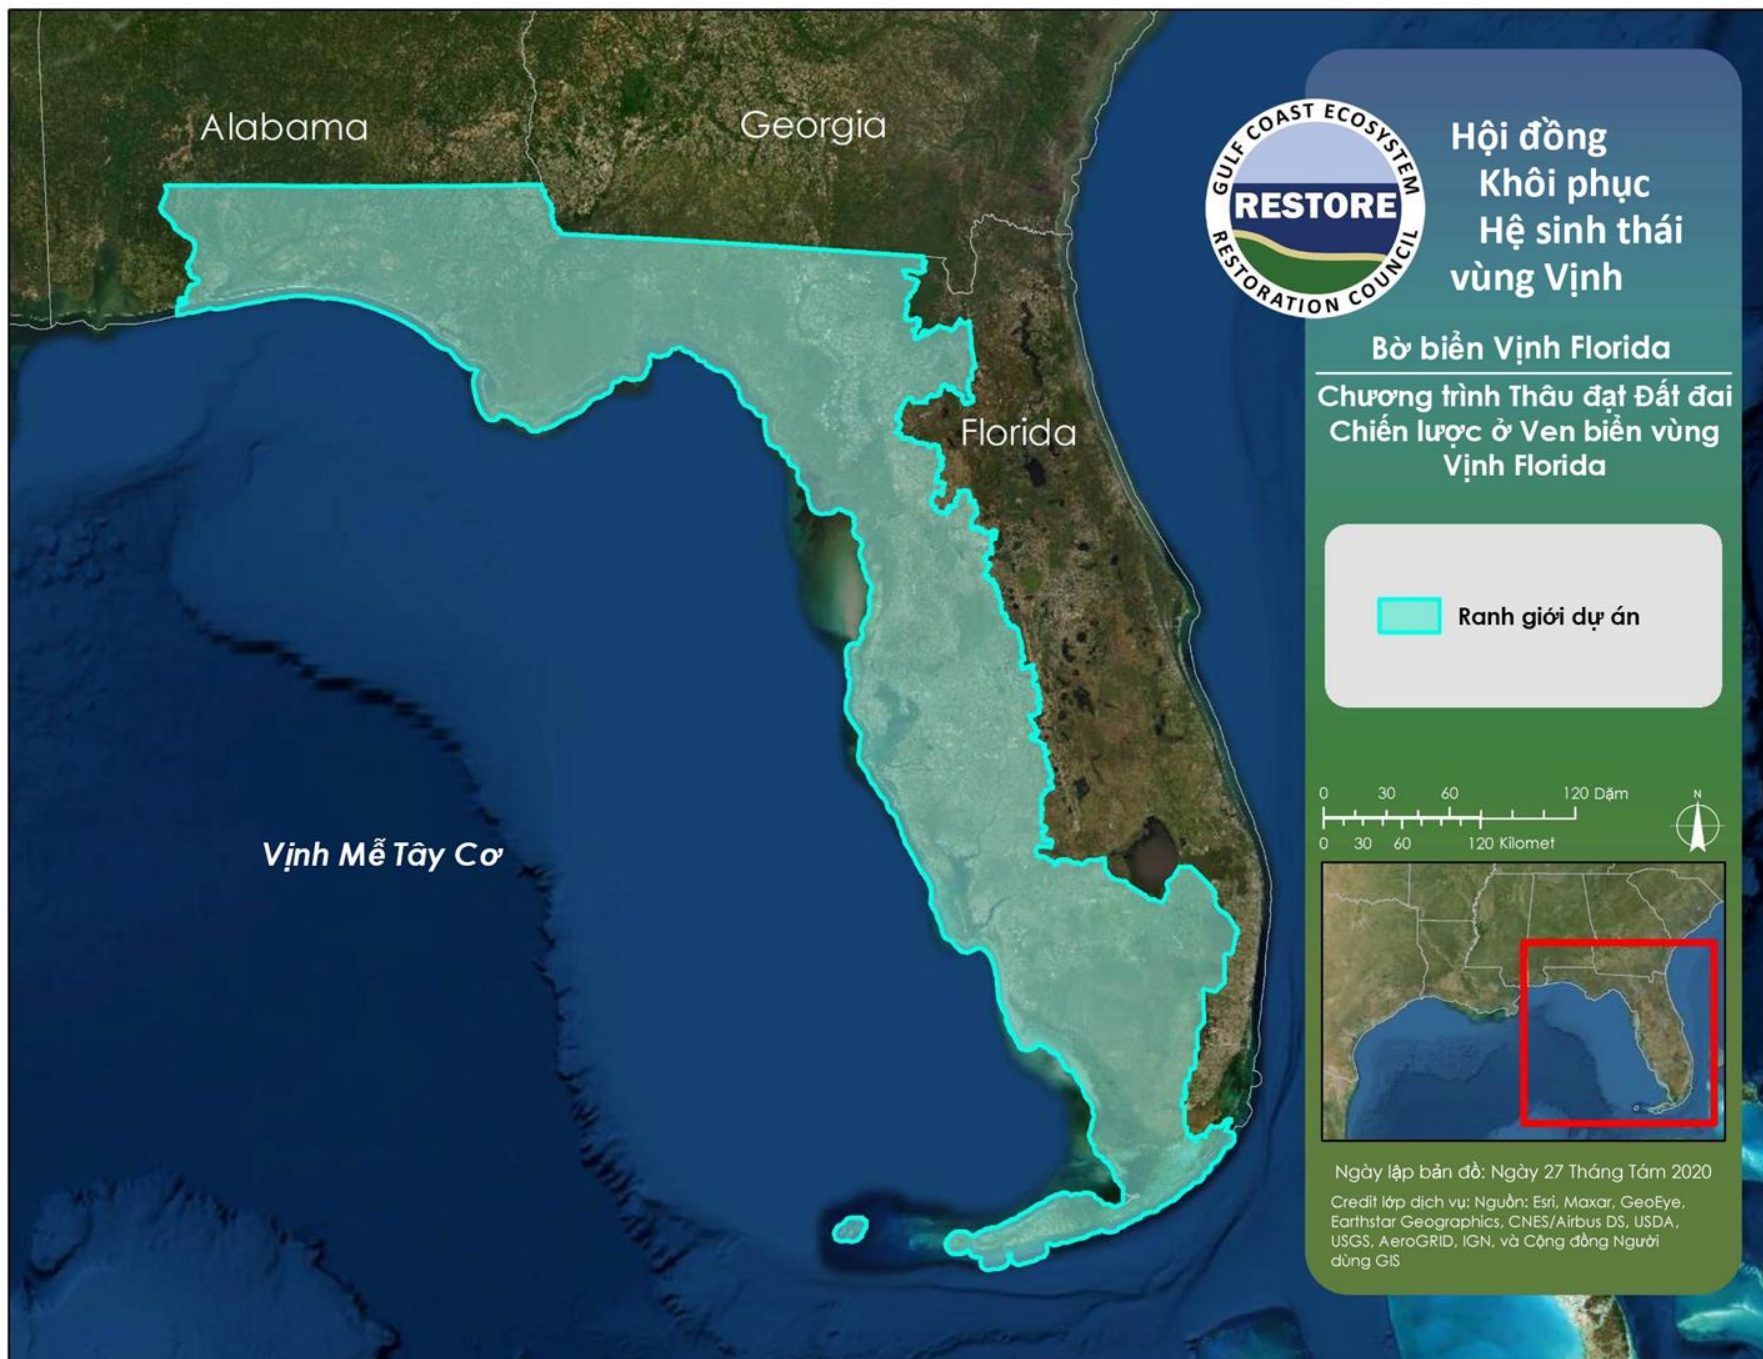 Alabama
Georgia
Florida
Vịnh Mễ Tây Cơ
GULF COAST ECOSYSTEM
RESTORE
RESTORATION COUNCIL
Hội đồng
Khôi phục
Hệ sinh thái
vùng Vịnh
Bờ biển Vịnh Florida
Chương trình Thâu đạt Đất đai
Chiến lược ở Ven biển vùng
Vịnh Florida
Ranh giới dự án
0 30 60 120 Dặm
0 30 60 120 Kilomet
N
Ngày lập bản đồ: Ngày 27 Tháng Tám 2020
Credit lớp dịch vụ: Nguồn: Esri, Maxar, GeoEye,
Earthstar Geographics, CNES/Airbus DS, USDA,
USGS, AeroGRID, IGN, và Cộng đồng Người
dùng GIS